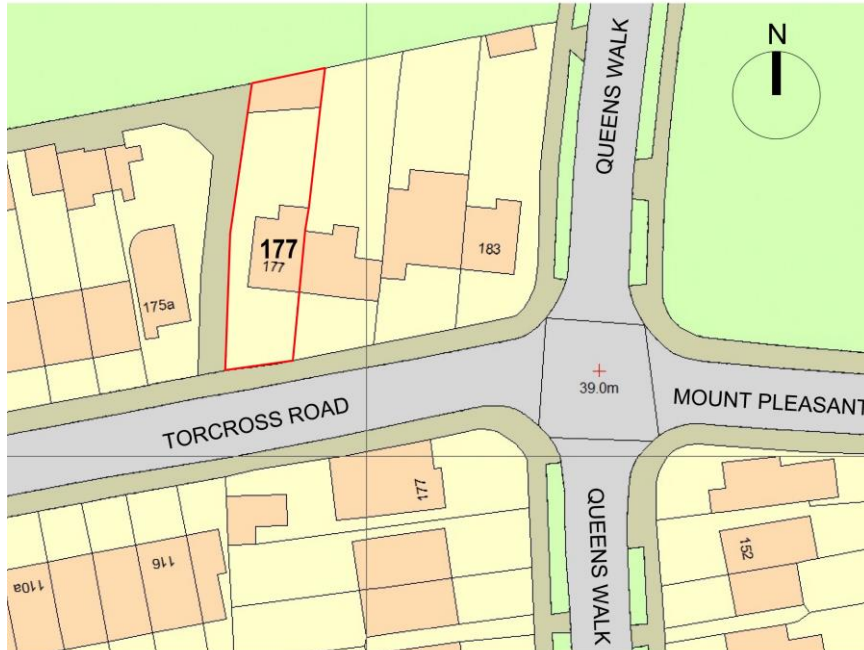 QUEENS WALK
N
177
177
183
175a
39.0m
TORCROSS ROAD
MOUNT PLEASANT
177
116
110a
QUEENS WALK
152